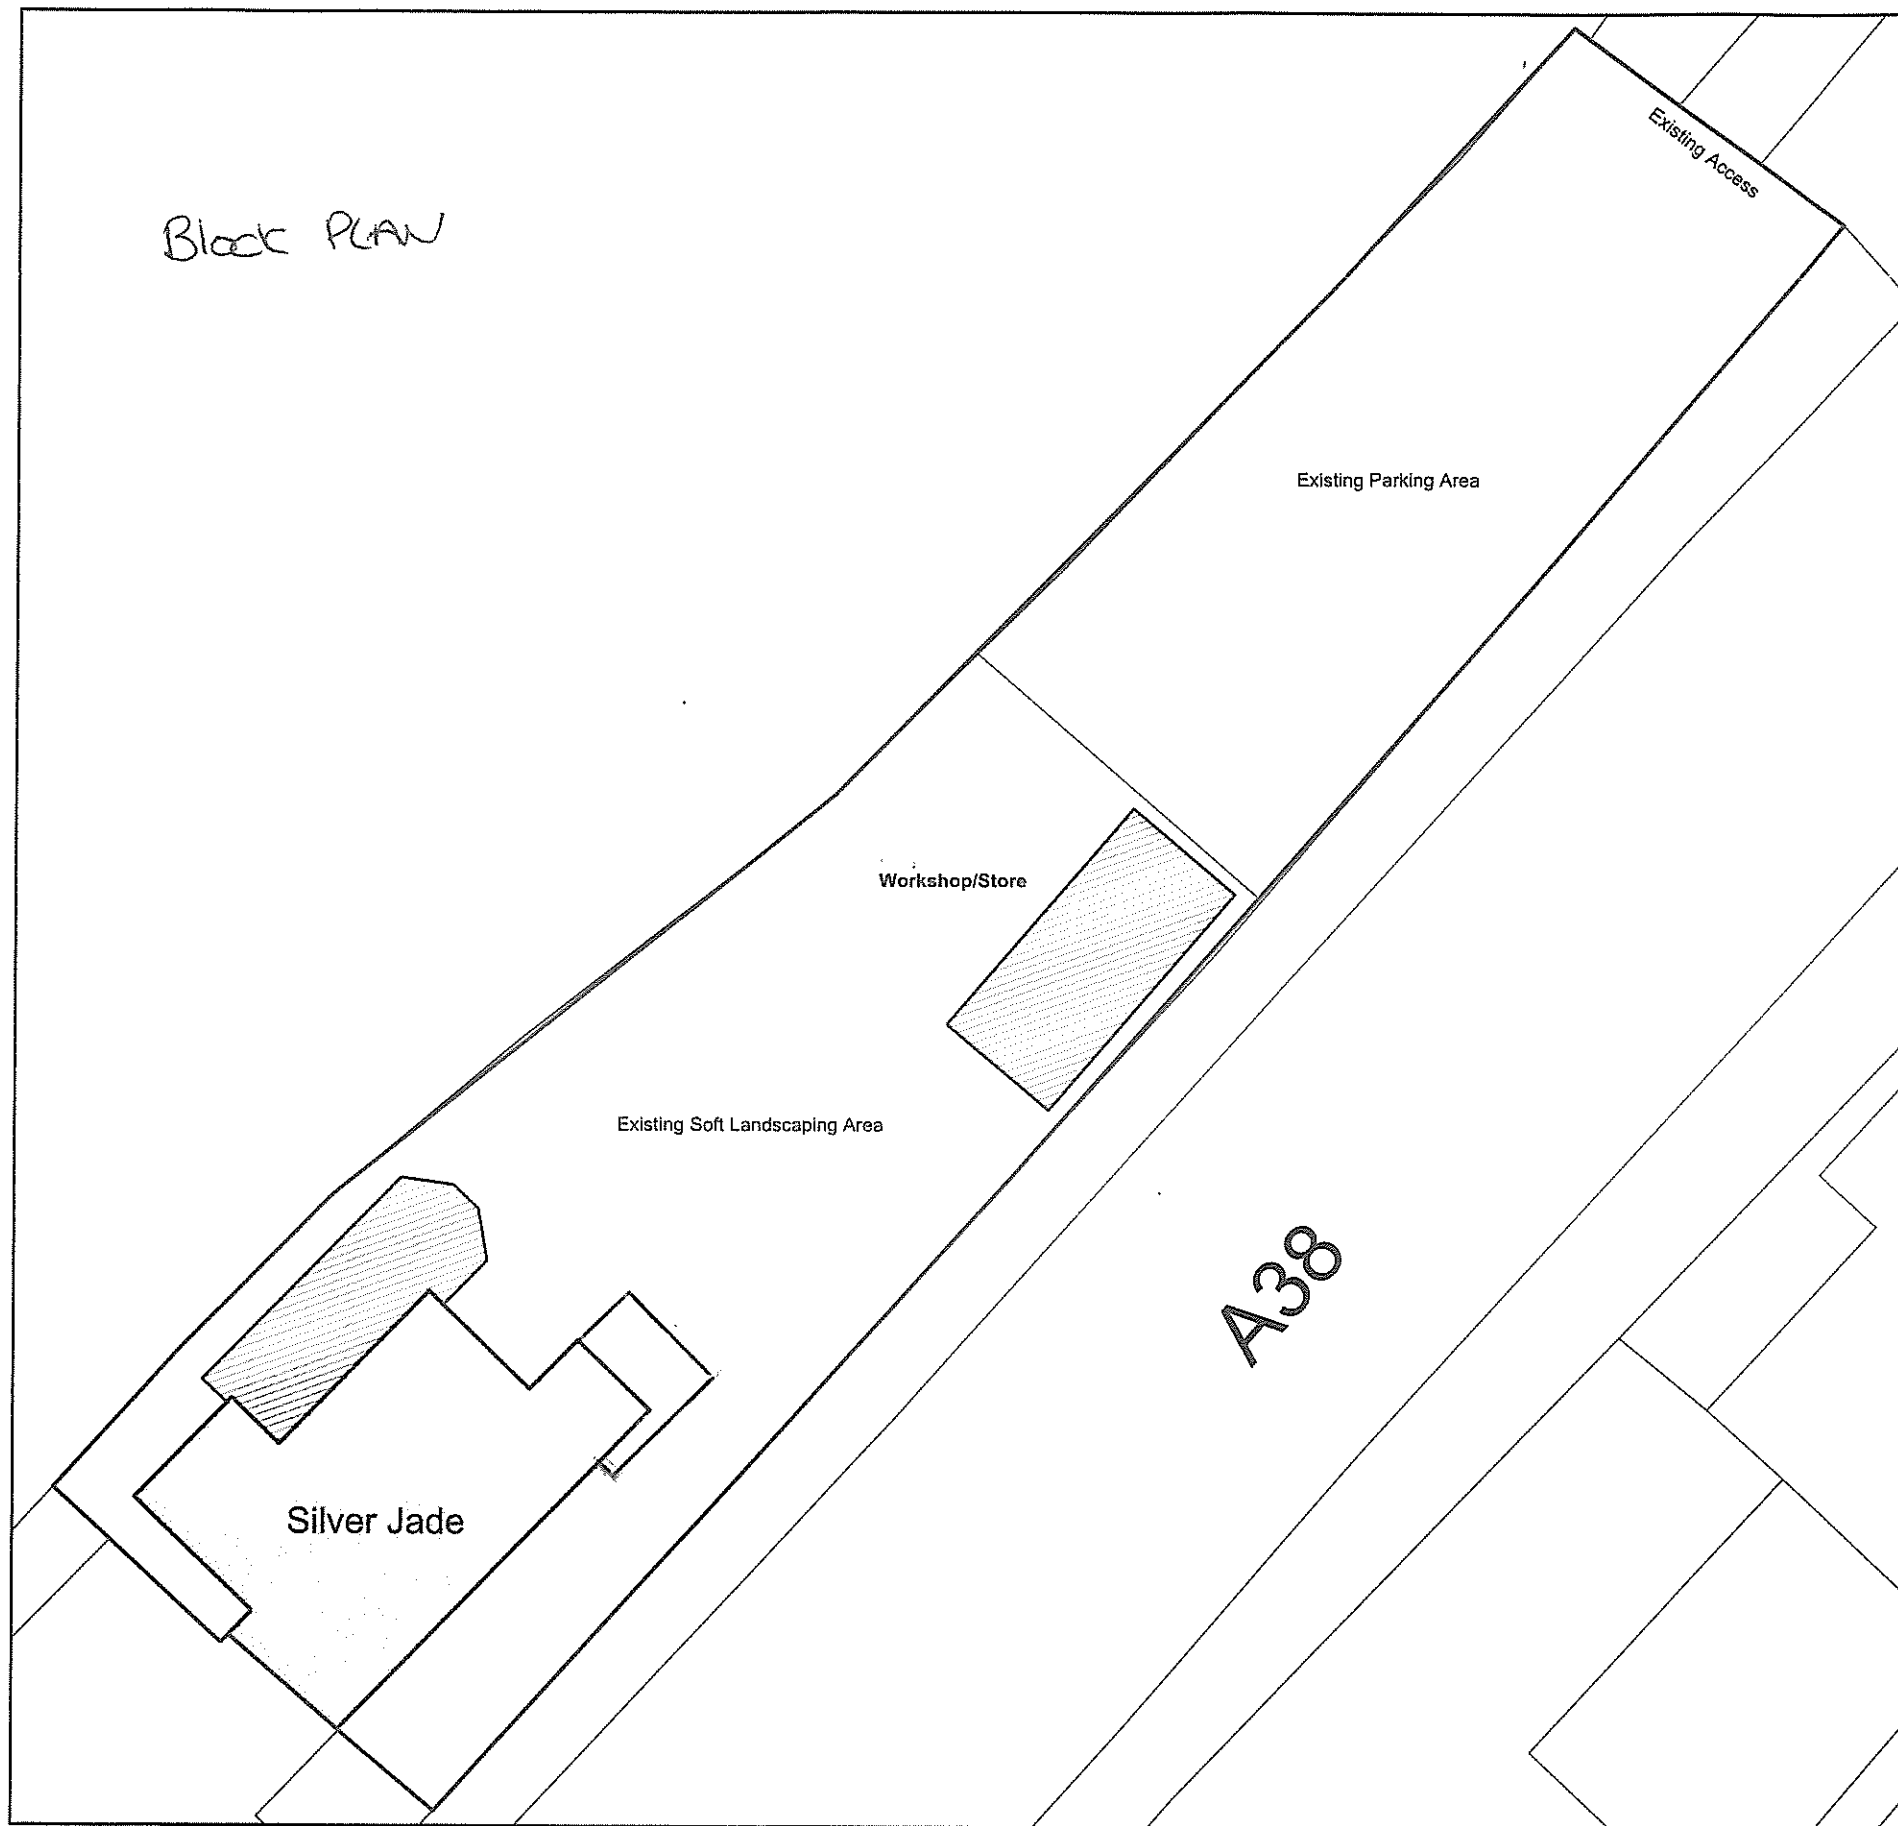 Existing Access
Block PLAN
Existing Parking Area
Workshop/Store
Existing Soft Landscaping Area
A38
Silver Jade